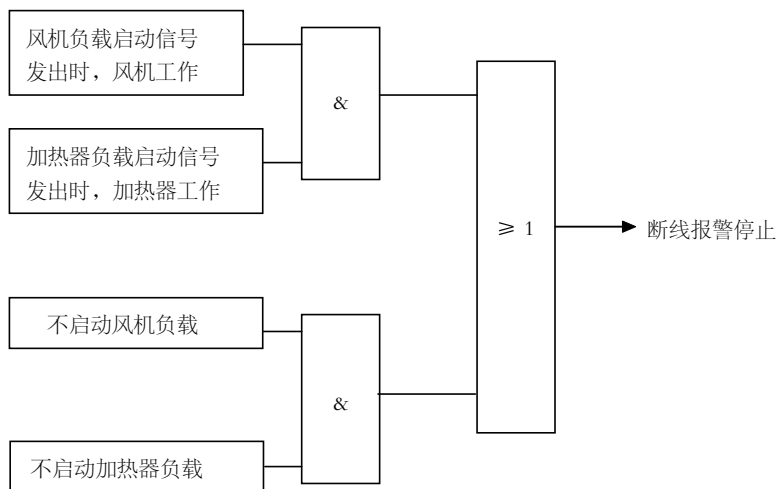 风机负载启动信号
发出时，风机工作
&
加热器负载启动信号
发出时，加热器工作
≥ 1
断线报警停止
不启动风机负载
&
不启动加热器负载